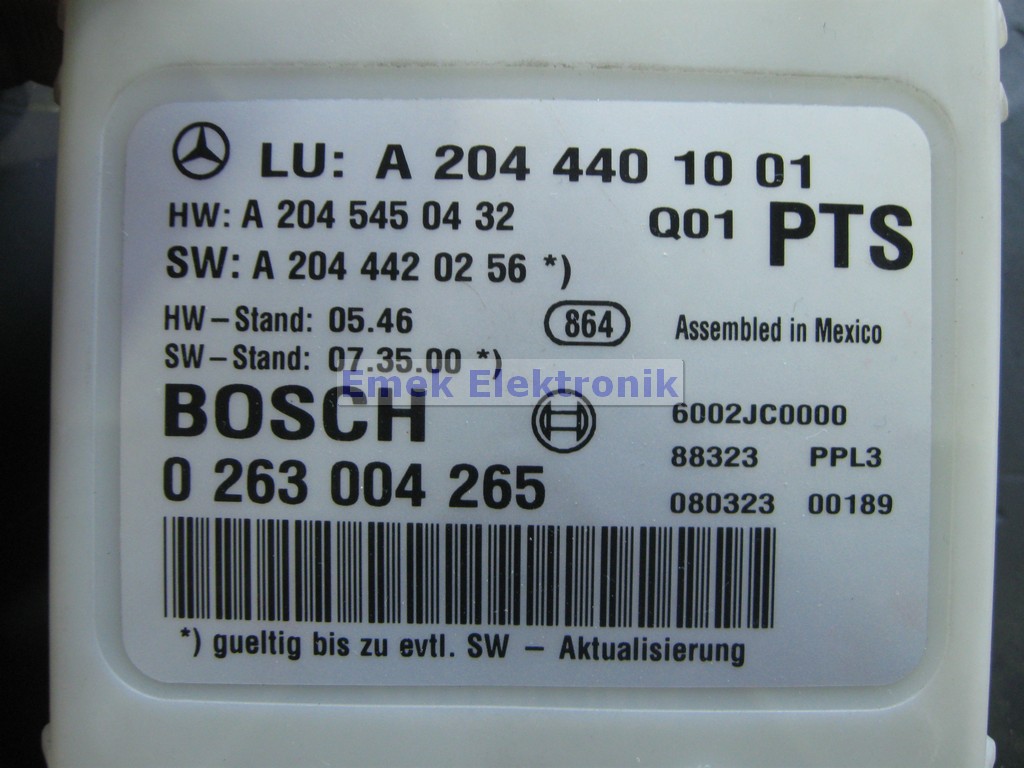 LU: A 204 440 10 01
HW: A 204 545 04 32
Q01 PTS
SW: A 204 442 02 56 *)
HW – Stand: 05.46
864
Assembled in Mexico
SW – Stand: 07.35.00 *)
Emek Elektronik
BOSCH
6002JC0000
88323 PPL3
0 263 004 265
080323 00189
*) gueltig bis zu evtl. SW – Aktualisierung